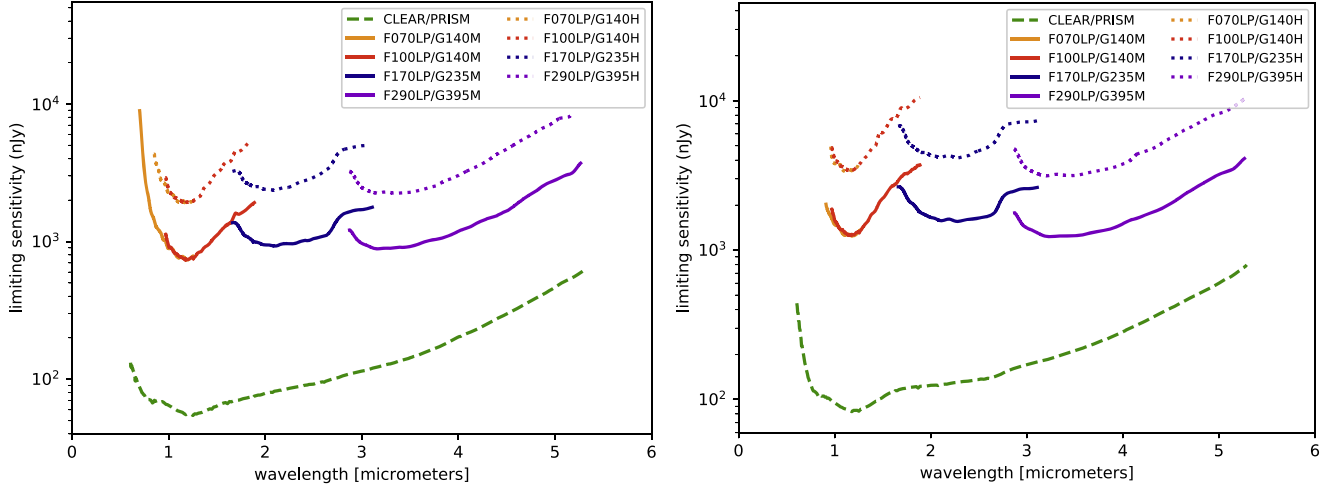 CLEAR/PRISM
F070LP/G140M
F100LP/G140M
F170LP/G235M
F290LP/G395M
F070LP/G140H
F100LP/G140H
F170LP/G235H
F290LP/G395H
limiting sensitivity (nJy)
10^4
10^3
10^2
0 1 2 3 4 5 6
wavelength [micrometers]
CLEAR/PRISM
F070LP/G140M
F100LP/G140M
F170LP/G235M
F290LP/G395M
F070LP/G140H
F100LP/G140H
F170LP/G235H
F290LP/G395H
limiting sensitivity (nJy)
10^4
10^3
10^2
0 1 2 3 4 5 6
wavelength [micrometers]